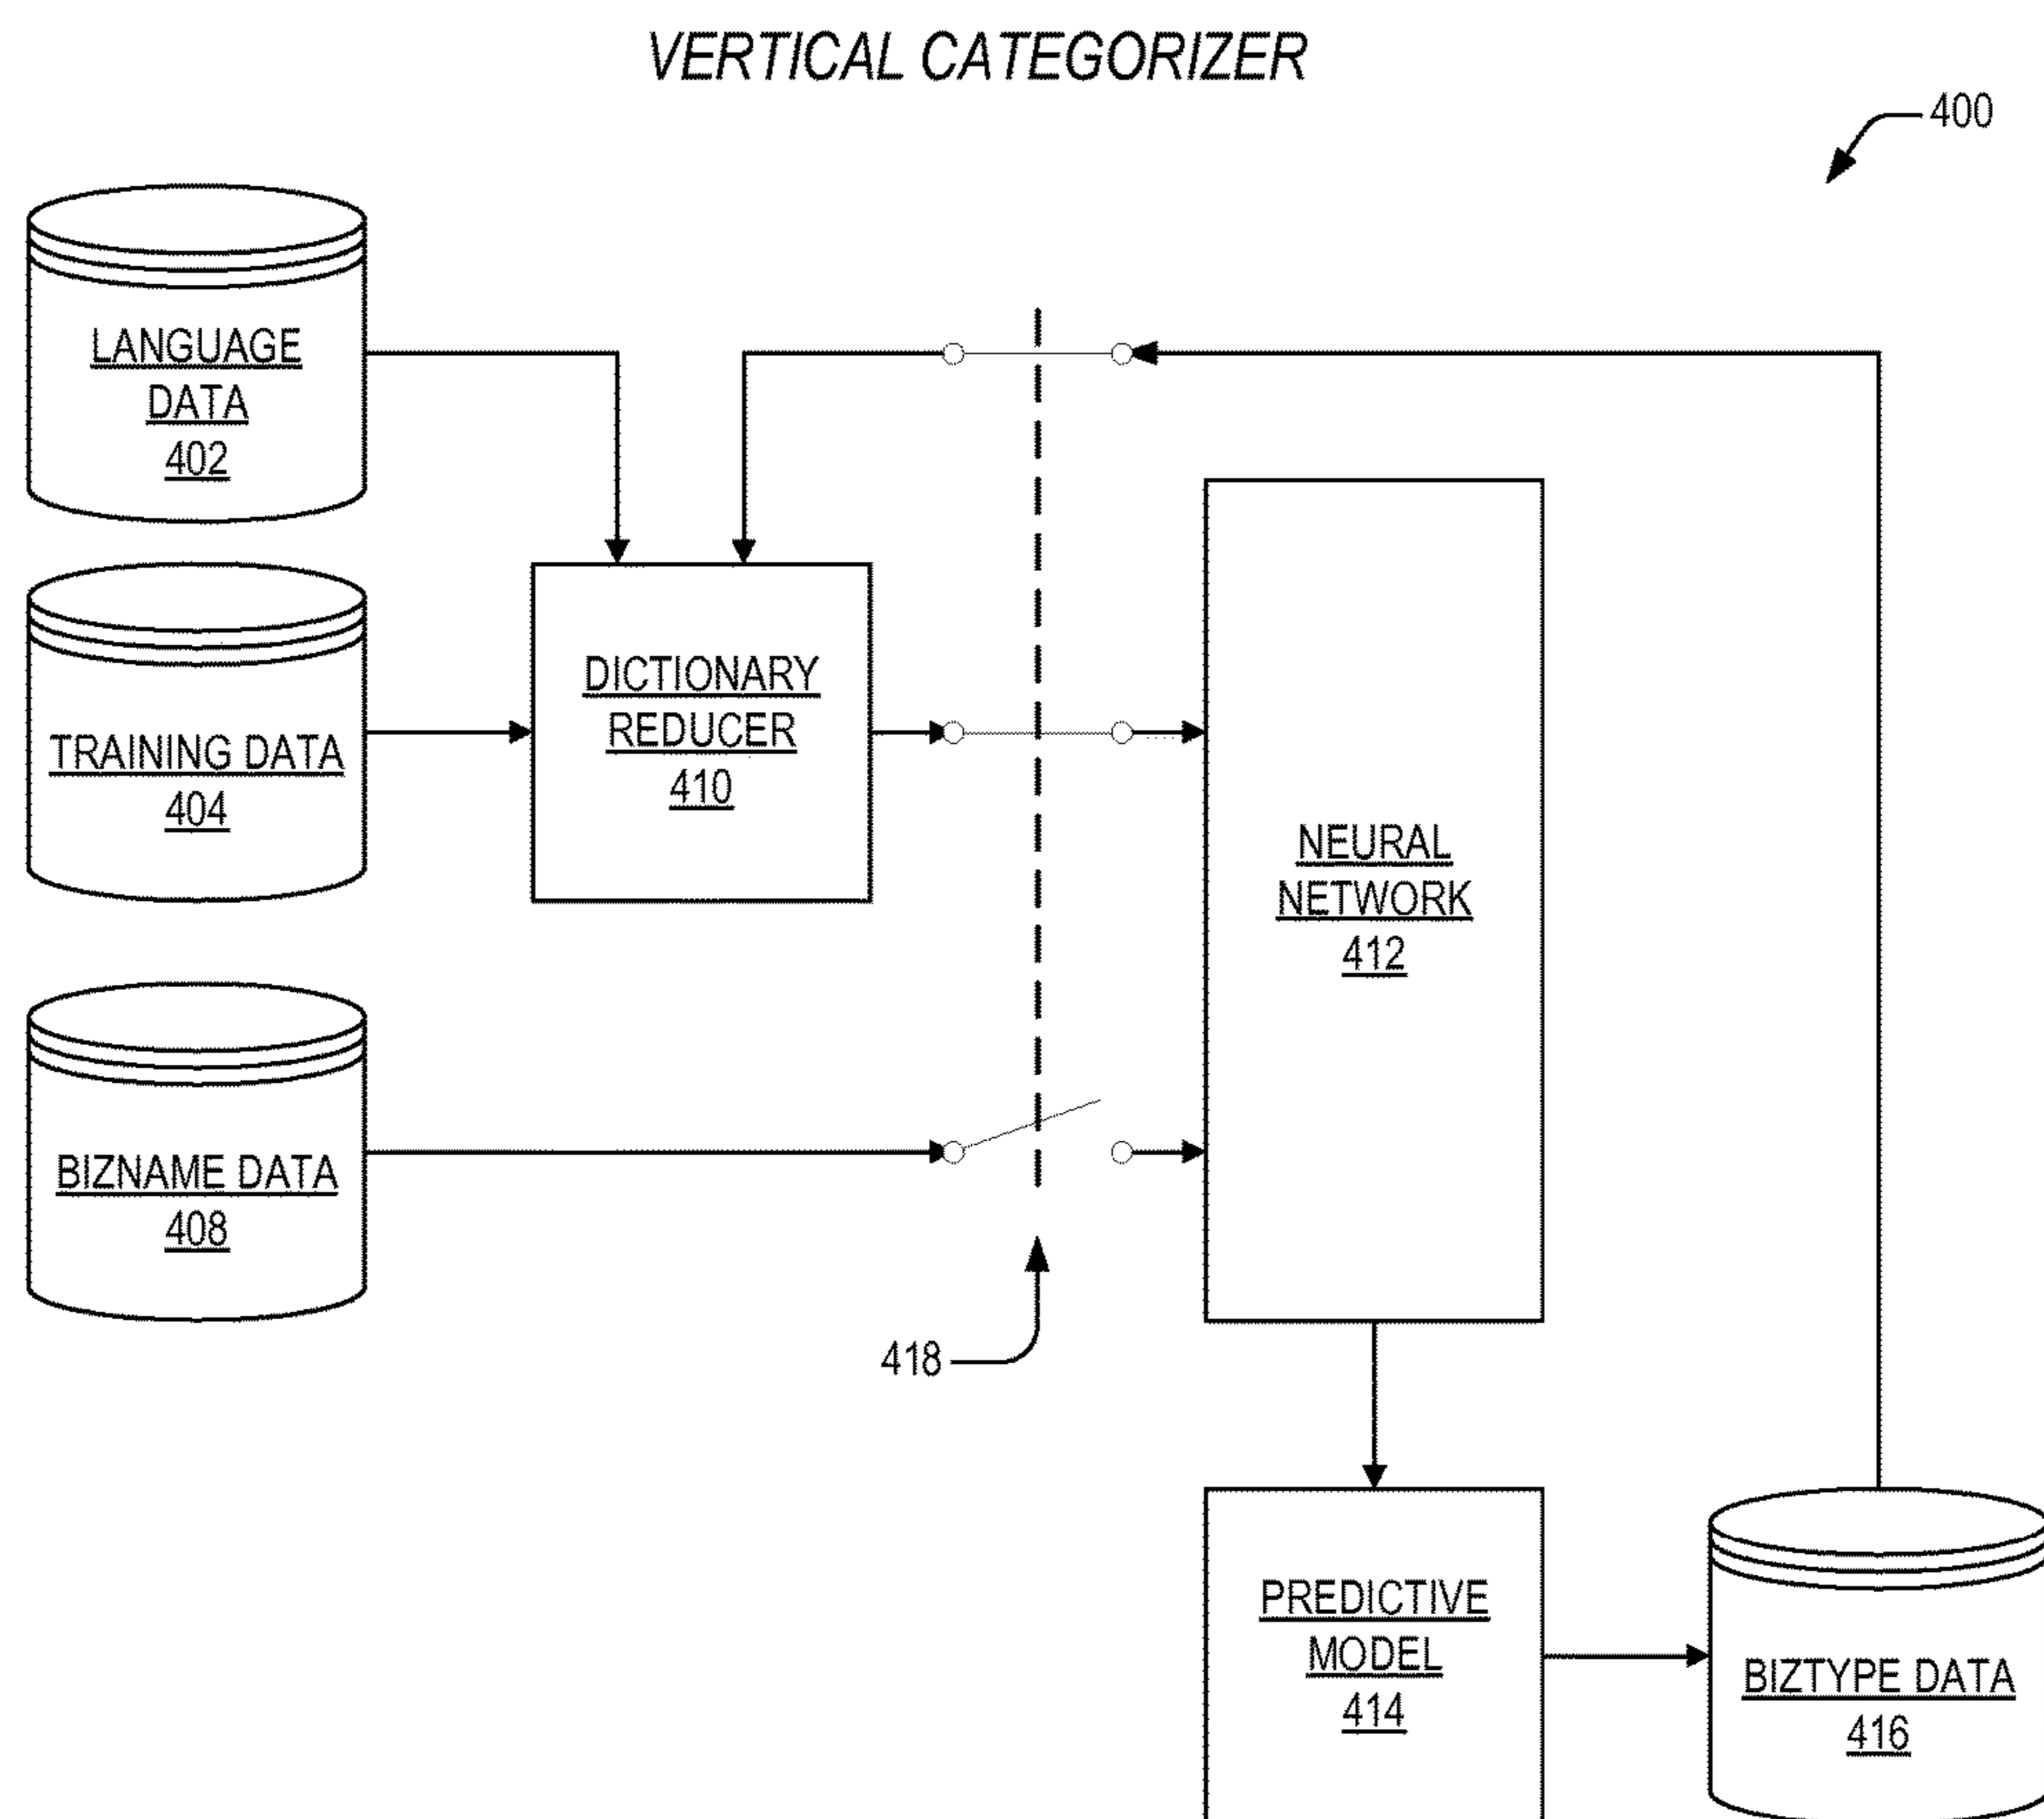 VERTICAL CATEGORIZER
400
LANGUAGE
DATA
402
TRAINING DATA
404
DICTIONARY
REDUCER
410
NEURAL
NETWORK
412
BIZNAME DATA
408
418
PREDICTIVE
MODEL
414
BIZTYPE DATA
416